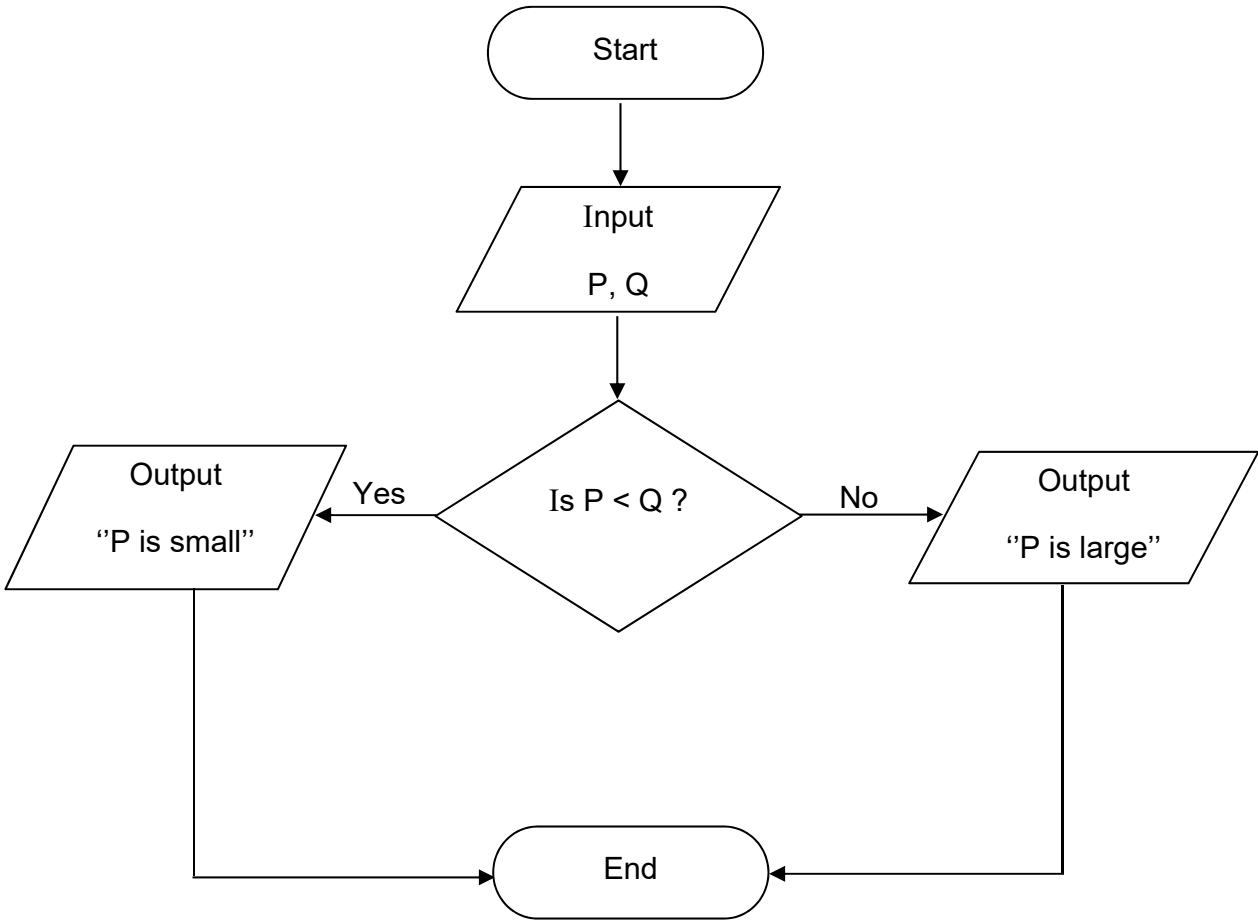 Start
Input
P, Q
Is P < Q ?
Yes
No
Output
‘’P is small’’
Output
‘’P is large’’
End